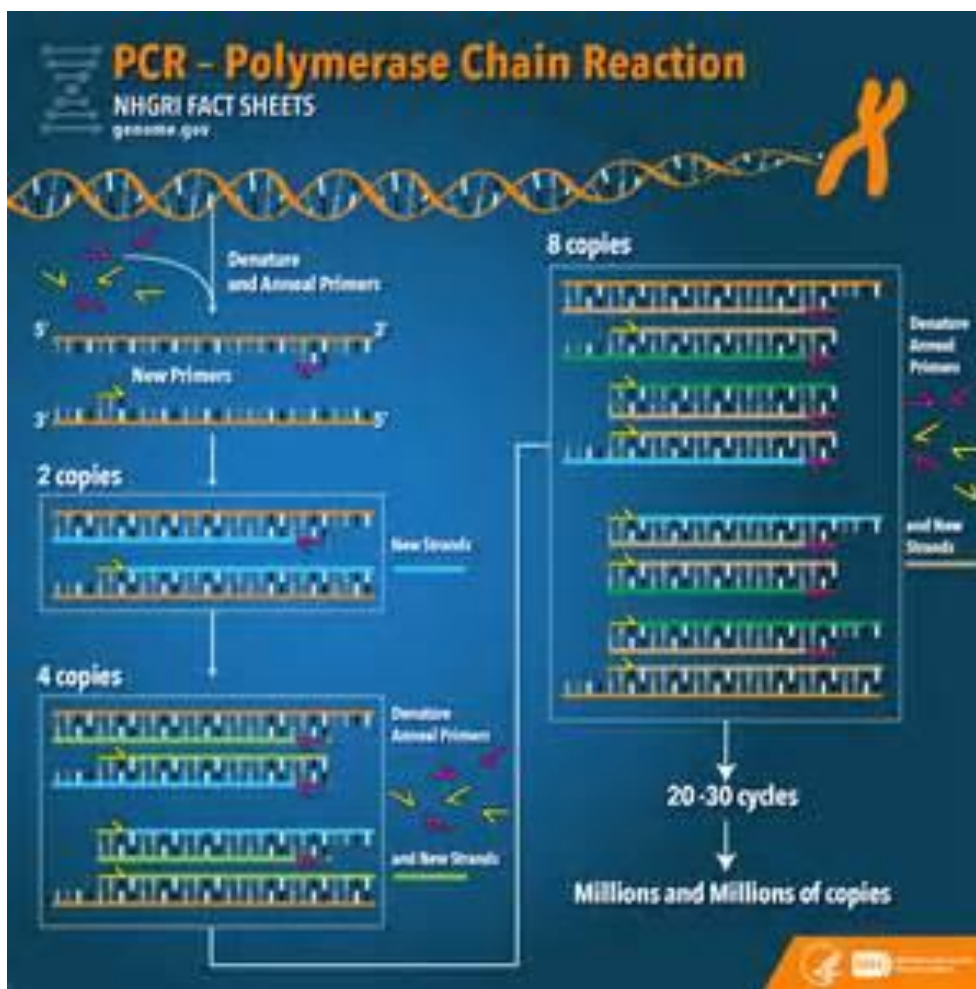 PCR – Polymerase Chain Reaction
NHGRI FACT SHEETS
genome.gov
Denature
and Anneal Primers
5'
3'
New Primers
3'
5'
2 copies
New Strands
4 copies
Denature
Anneal Primers
and New Strands
8 copies
Denature
Anneal
Primers
and New
Strands
20 -30 cycles
Millions and Millions of copies
NIH